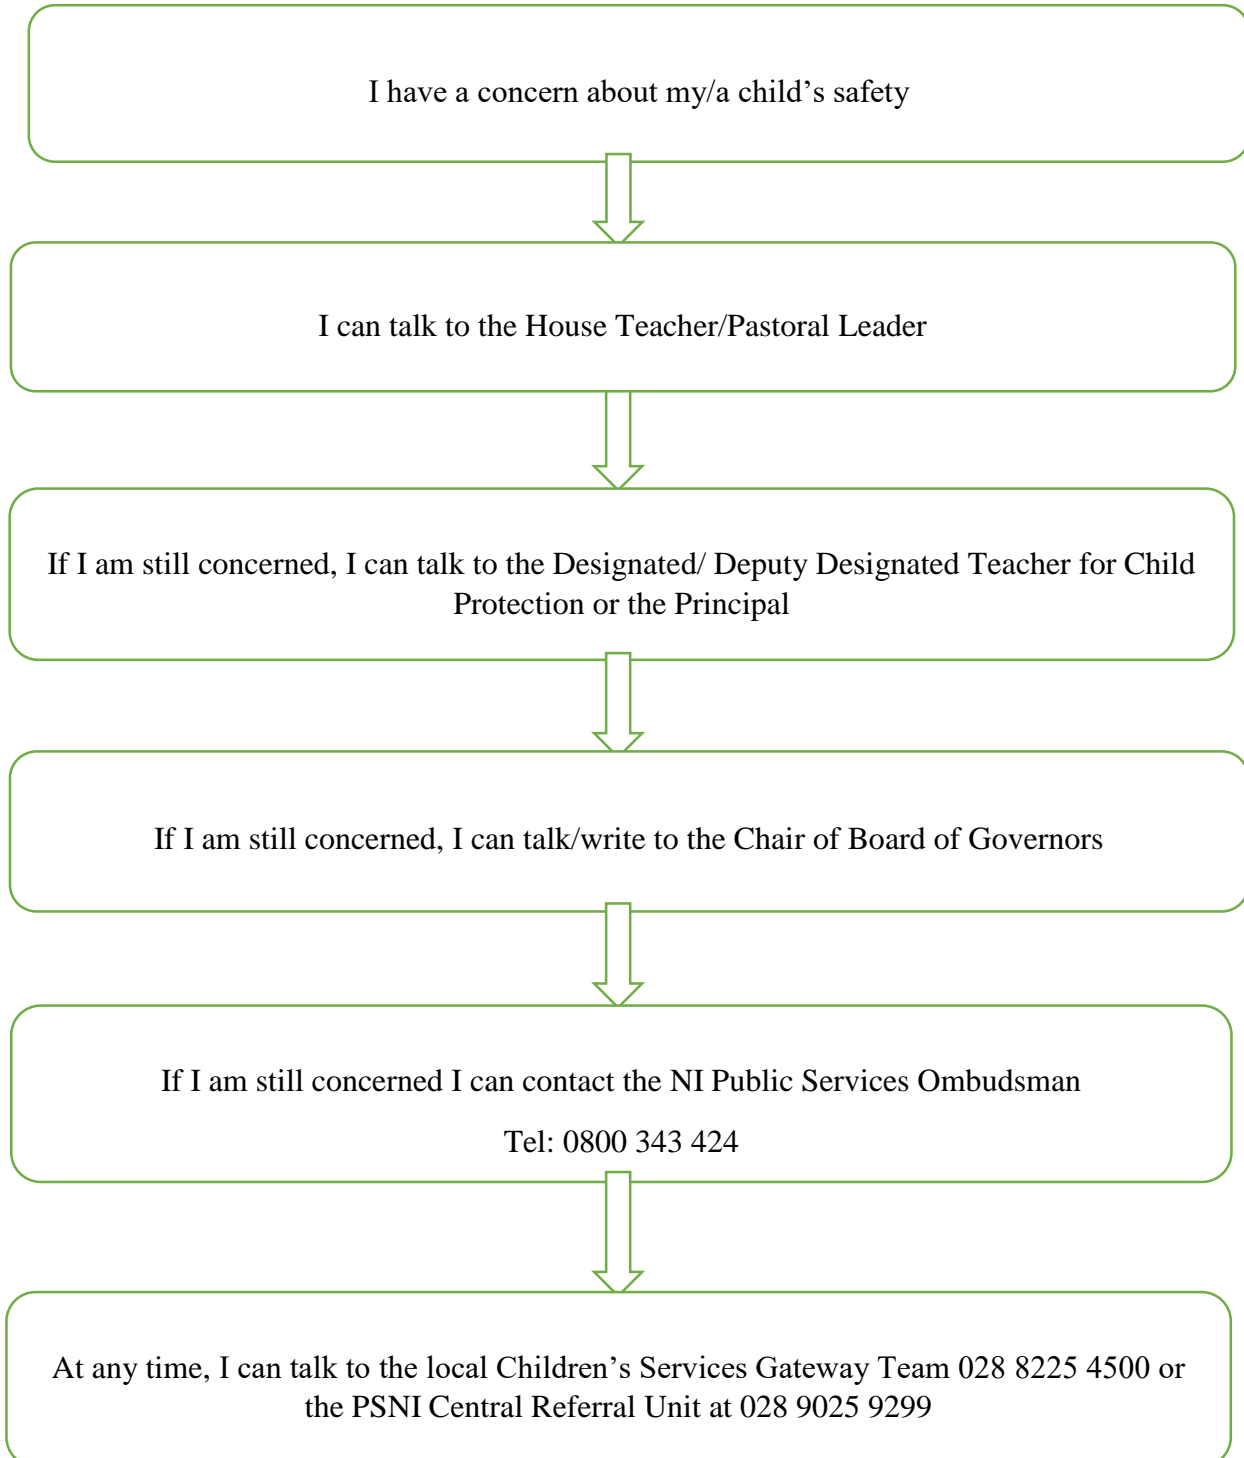 I have a concern about my/a child’s safety
I can talk to the House Teacher/Pastoral Leader
If I am still concerned, I can talk to the Designated/ Deputy Designated Teacher for Child
Protection or the Principal
If I am still concerned, I can talk/write to the Chair of Board of Governors
If I am still concerned I can contact the NI Public Services Ombudsman
Tel: 0800 343 424
At any time, I can talk to the local Children’s Services Gateway Team 028 8225 4500 or
the PSNI Central Referral Unit at 028 9025 9299